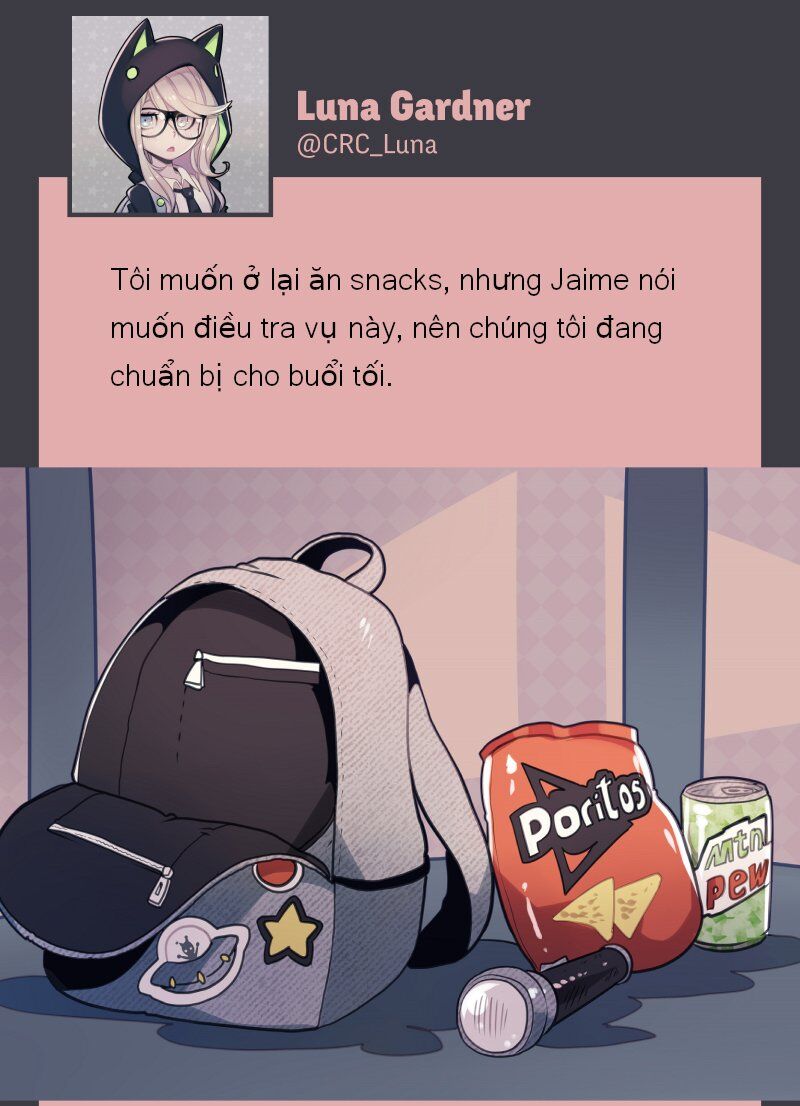 Luna Gardner
@CRC_Luna
Tôi muốn ở lại ăn snacks, nhưng Jaime nói
muốn điều tra vụ này, nên chúng tôi đang
chuẩn bị cho buổi tối.
Poritos
Mtn
Pew